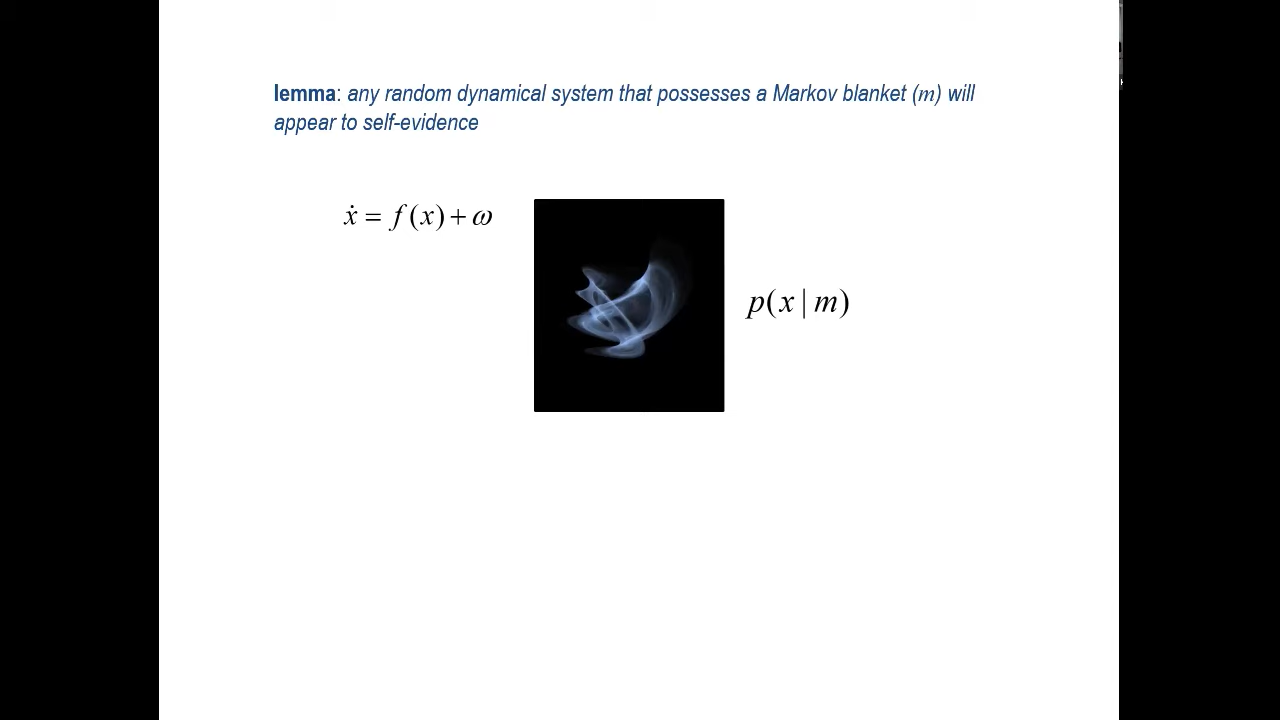 lemma: any random dynamical system that possesses a Markov blanket (m) will
appear to self-evidence
ẋ = f(x) + ω
p(x | m)